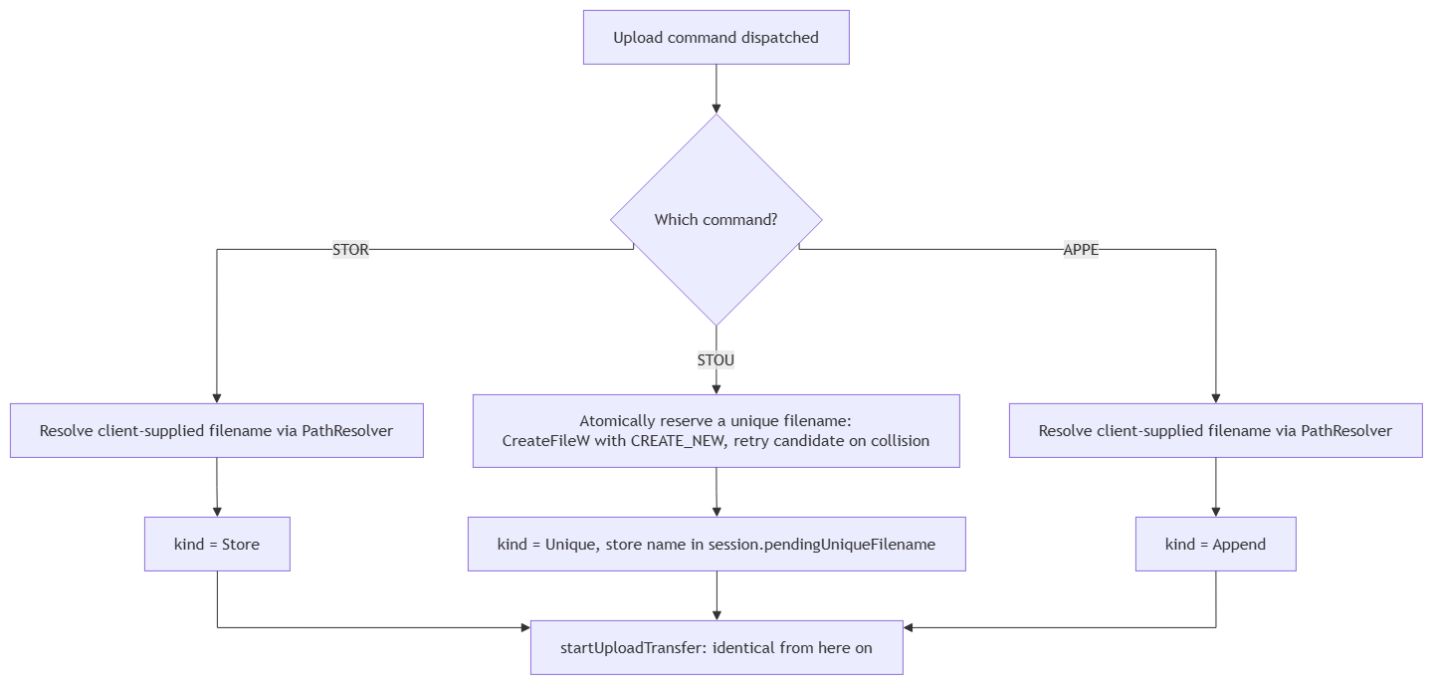 Upload command dispatched
Which command?
STOR
APPE
STOU
Resolve client-supplied filename via PathResolver
Atomically reserve a unique filename:
CreateFileW with CREATE_NEW, retry candidate on collision
Resolve client-supplied filename via PathResolver
kind = Store
kind = Unique, store name in session.pendingUniqueFilename
kind = Append
startUploadTransfer: identical from here on